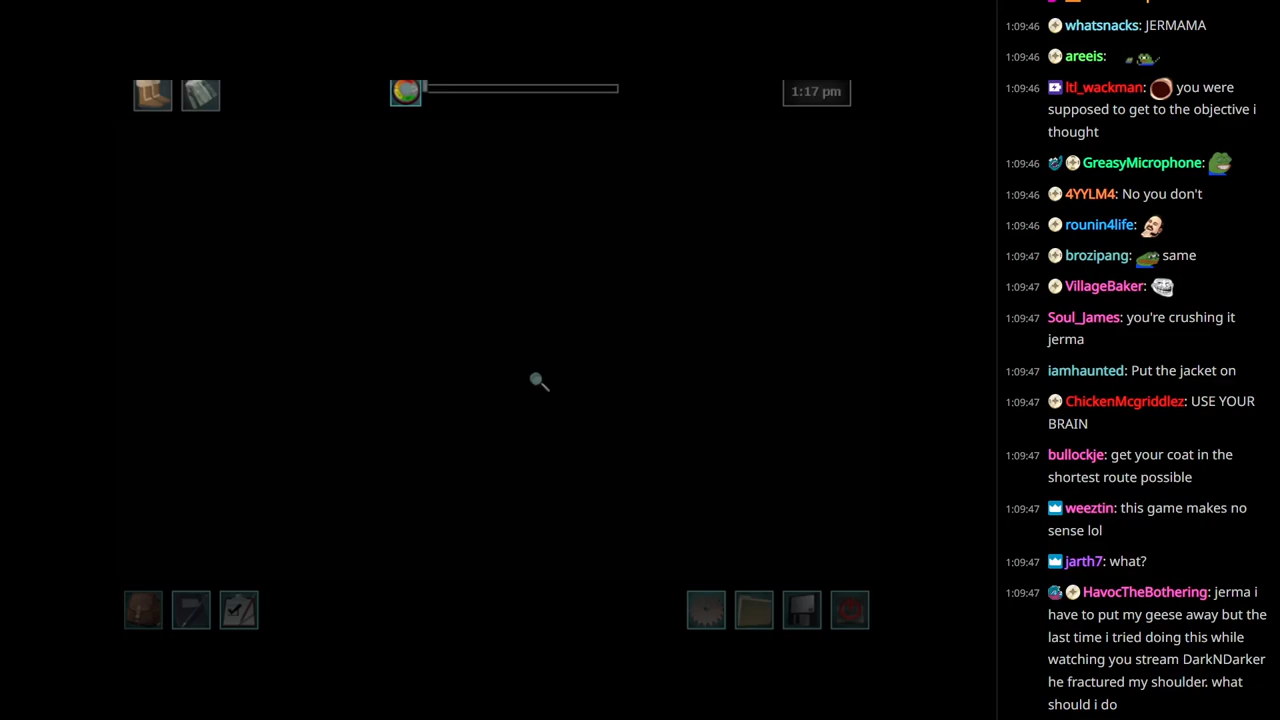 1:17 pm
1:09:46 whatsnacks: JERMAMA
1:09:46 areeis:
1:09:46 ltl_wackman: you were
supposed to get to the objective i
thought
1:09:46 GreasyMicrophone:
1:09:46 4YYLM4: No you don't
1:09:46 rounin4life:
1:09:47 brozipang: same
1:09:47 VillageBaker:
1:09:47 Soul_James: you're crushing it
jerma
1:09:47 iamhaunted: Put the jacket on
1:09:47 ChickenMcgriddlez: USE YOUR
BRAIN
1:09:47 bullockje: get your coat in the
shortest route possible
1:09:47 weeztin: this game makes no
sense lol
1:09:47 jarth7: what?
1:09:47 HavocTheBothering: jerma i
have to put my geese away but the
last time i tried doing this while
watching you stream DarkNDarker
he fractured my shoulder. what
should i do